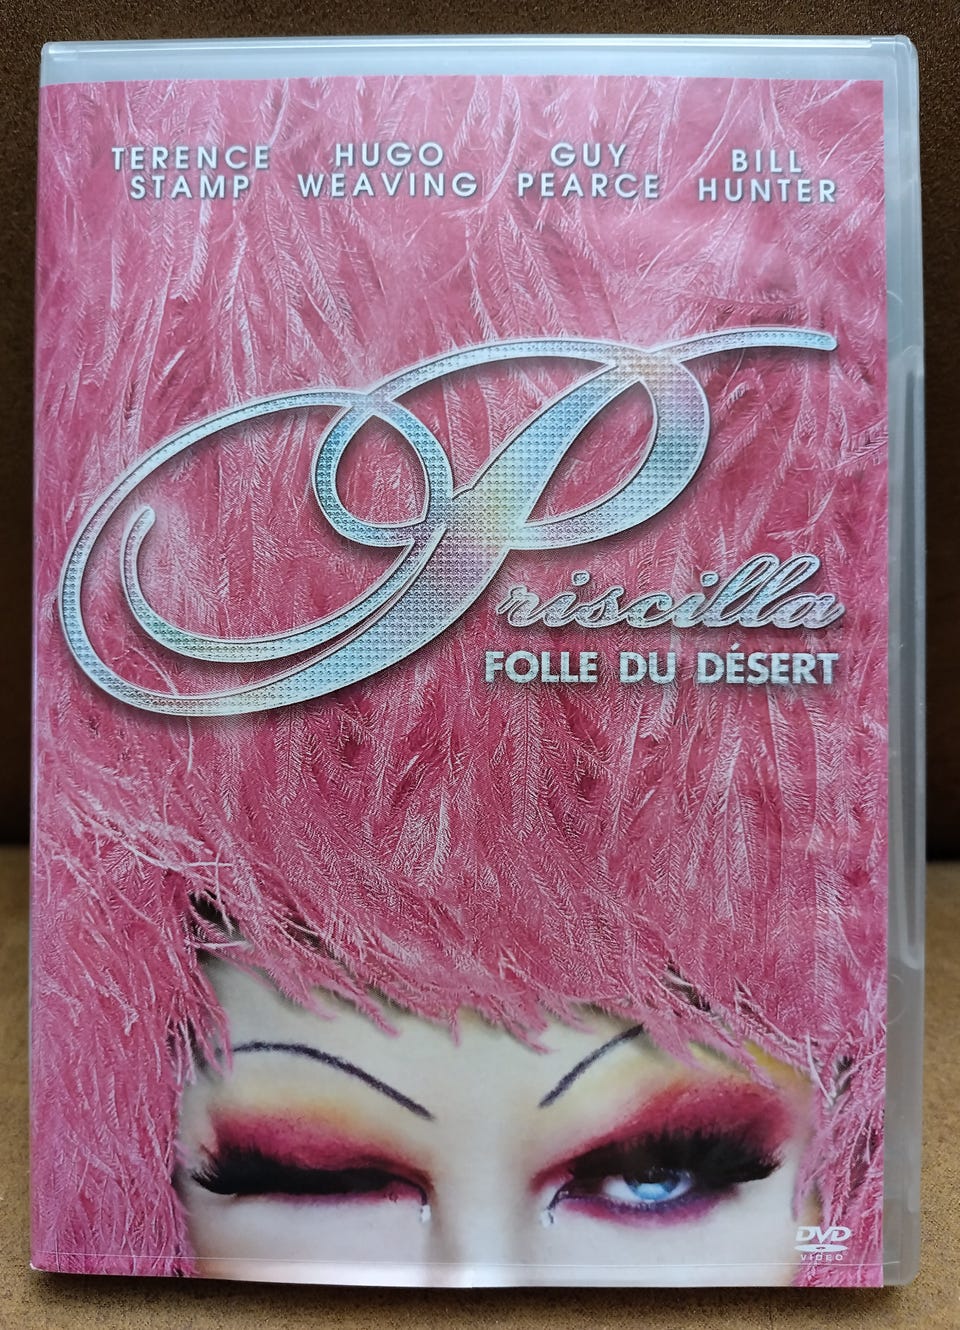 TERENCE STAMP
HUGO WEAVING
GUY PEARCE
BILL HUNTER
Priscilla
FOLLE DU DÉSERT
DVD
VIDEO